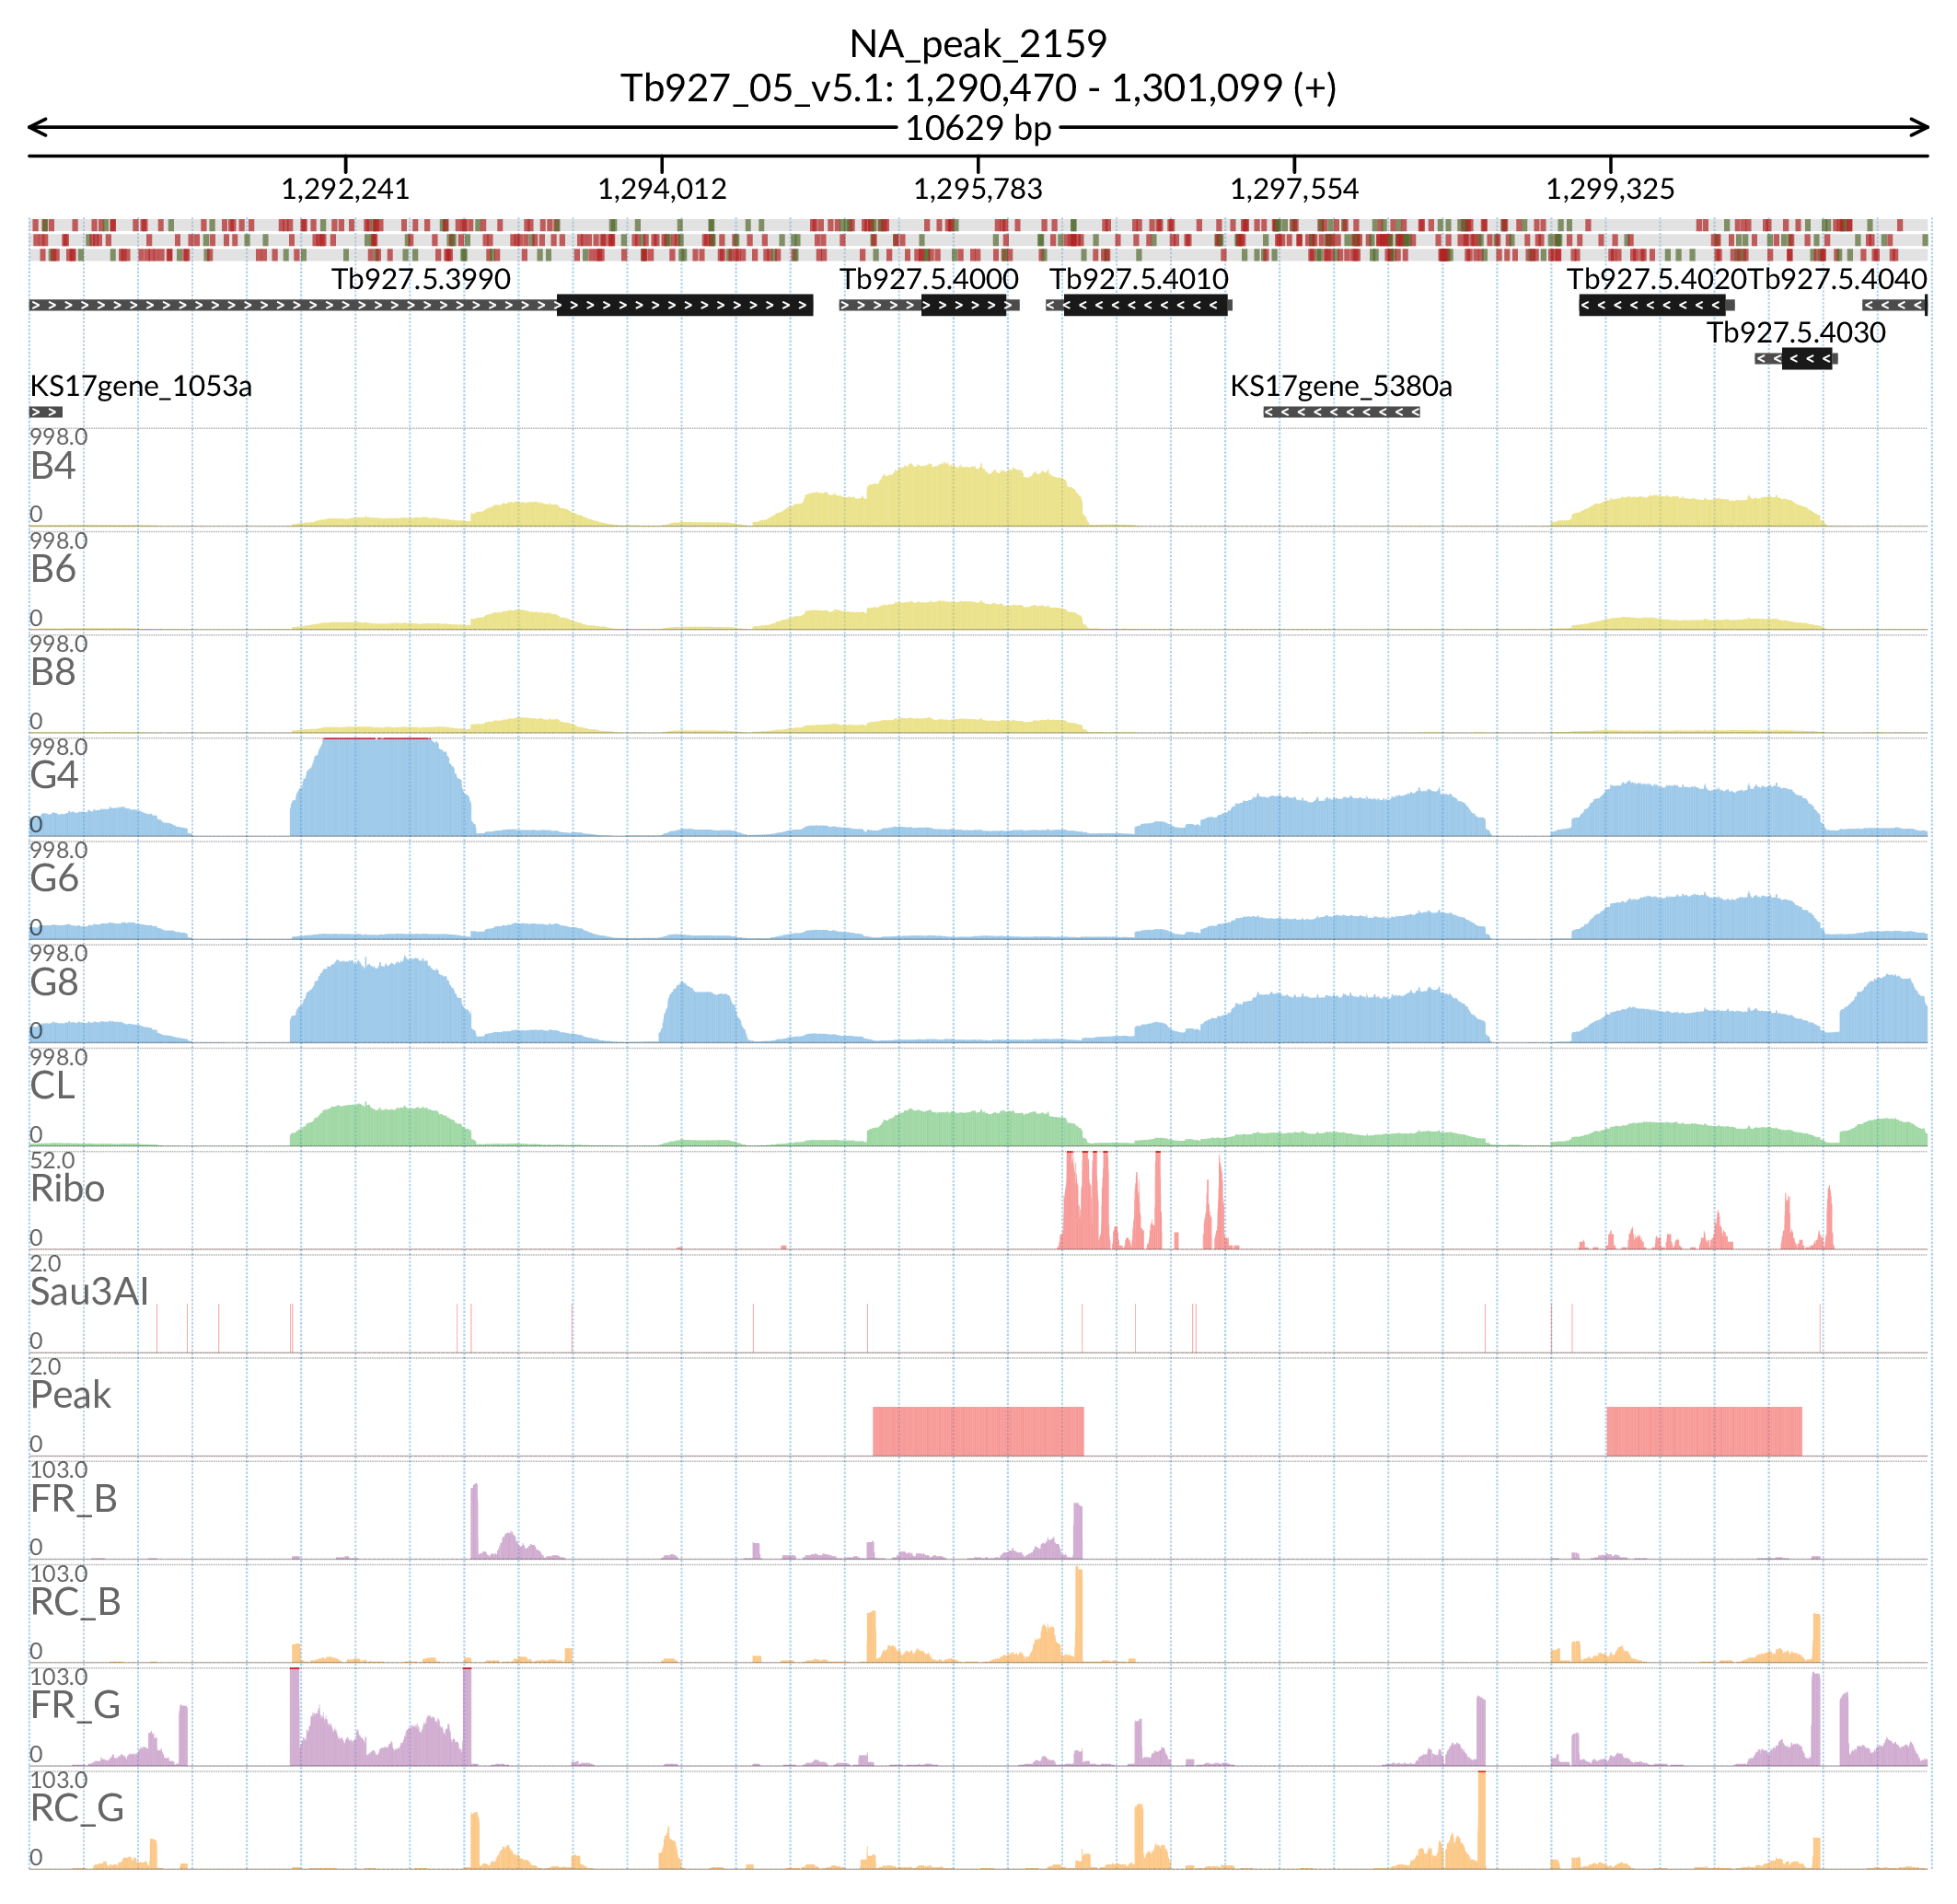 NA_peak_2159
Tb927_05_v5.1: 1,290,470 - 1,301,099 (+)
10629 bp
1,292,241 1,294,012 1,295,783 1,297,554 1,299,325
Tb927.5.3990 Tb927.5.4000 Tb927.5.4010 Tb927.5.4020 Tb927.5.4040
Tb927.5.4030
KS17gene_1053a KS17gene_5380a
998.0
B4
0
998.0
B6
0
998.0
B8
0
998.0
G4
0
998.0
G6
0
998.0
G8
0
998.0
CL
0
52.0
Ribo
0
2.0
Sau3AI
0
2.0
Peak
0
103.0
FR_B
0
103.0
RC_B
0
103.0
FR_G
0
103.0
RC_G
0